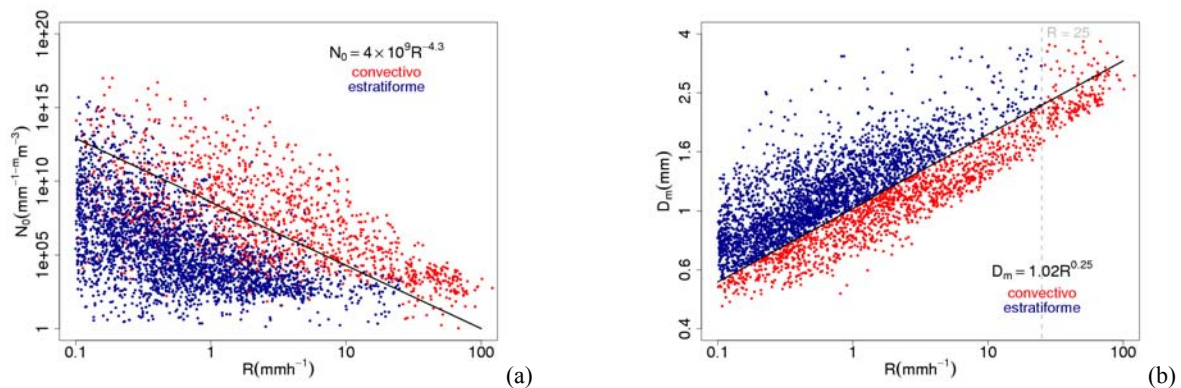 1e+20
1e+15
1e+10
1e+05
1
N₀(mm⁻¹⁻ᵐm⁻³)
N₀ = 4 × 10⁹R⁻⁴·³
convectivo
estratiforme
0.1 1 10 100
R(mmh⁻¹)
(a)
4
2.5
1.6
1
0.6
0.4
Dₘ(mm)
R = 25
Dₘ = 1.02R⁰·²⁵
convectivo
estratiforme
0.1 1 10 100
R(mmh⁻¹)
(b)